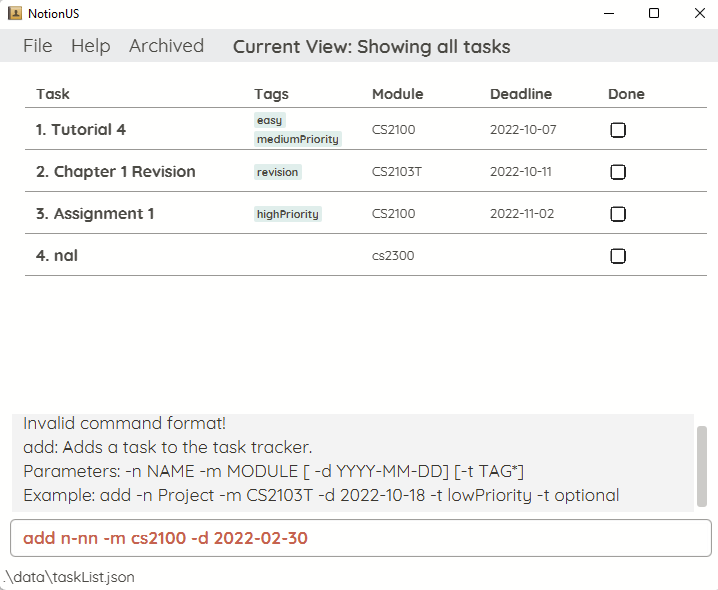 NotionUS
File Help Archived Current View: Showing all tasks
Task Tags Module Deadline Done
1. Tutorial 4 easy mediumPriority CS2100 2022-10-07
2. Chapter 1 Revision revision CS2103T 2022-10-11
3. Assignment 1 highPriority CS2100 2022-11-02
4. nal cs2300
Invalid command format!
add: Adds a task to the task tracker.
Parameters: -n NAME -m MODULE [ -d YYYY-MM-DD] [-t TAG*]
Example: add -n Project -m CS2103T -d 2022-10-18 -t lowPriority -t optional
add n-nn -m cs2100 -d 2022-02-30
.\data\taskList.json